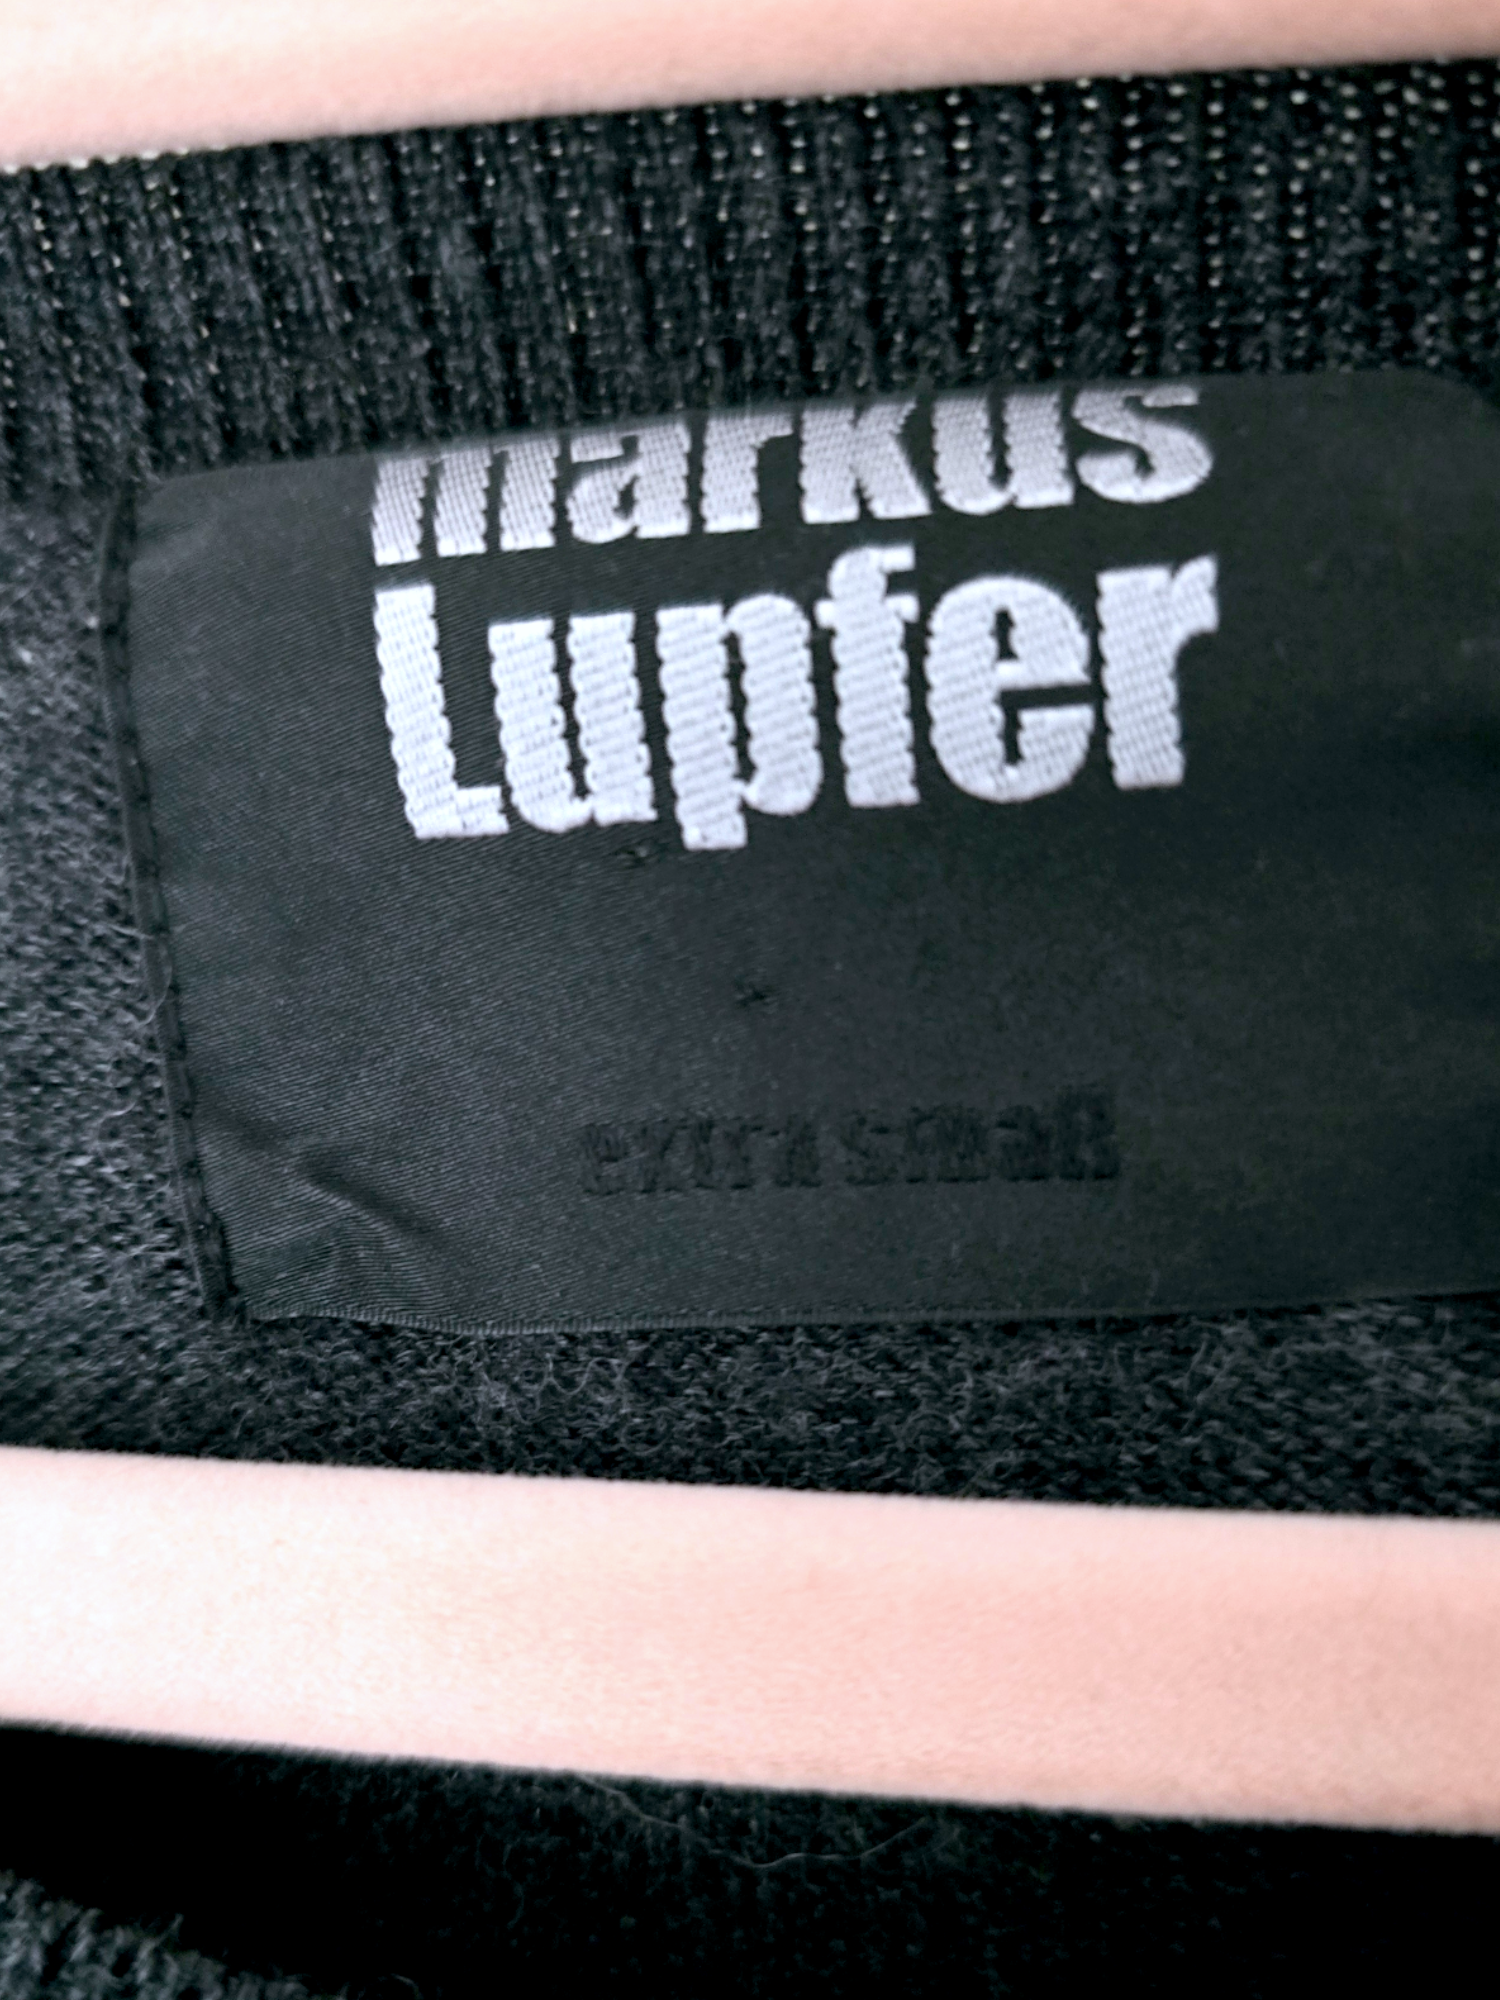 markus
Lupfer
extra small